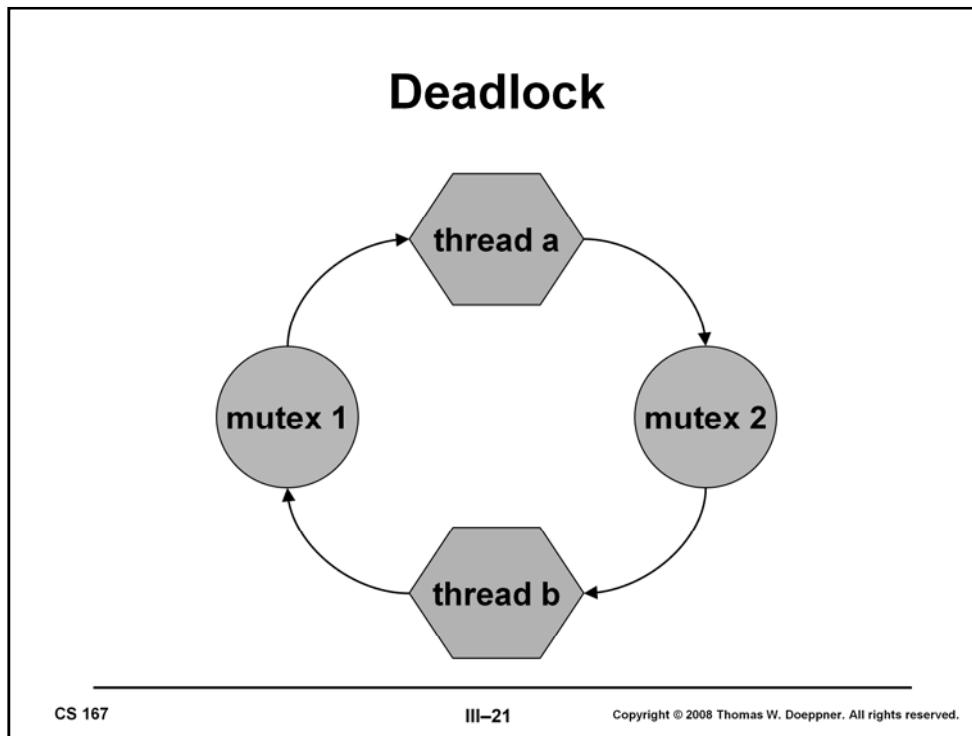 Deadlock
thread a
mutex 1
mutex 2
thread b
CS 167
III–21
Copyright © 2008 Thomas W. Doeppner. All rights reserved.